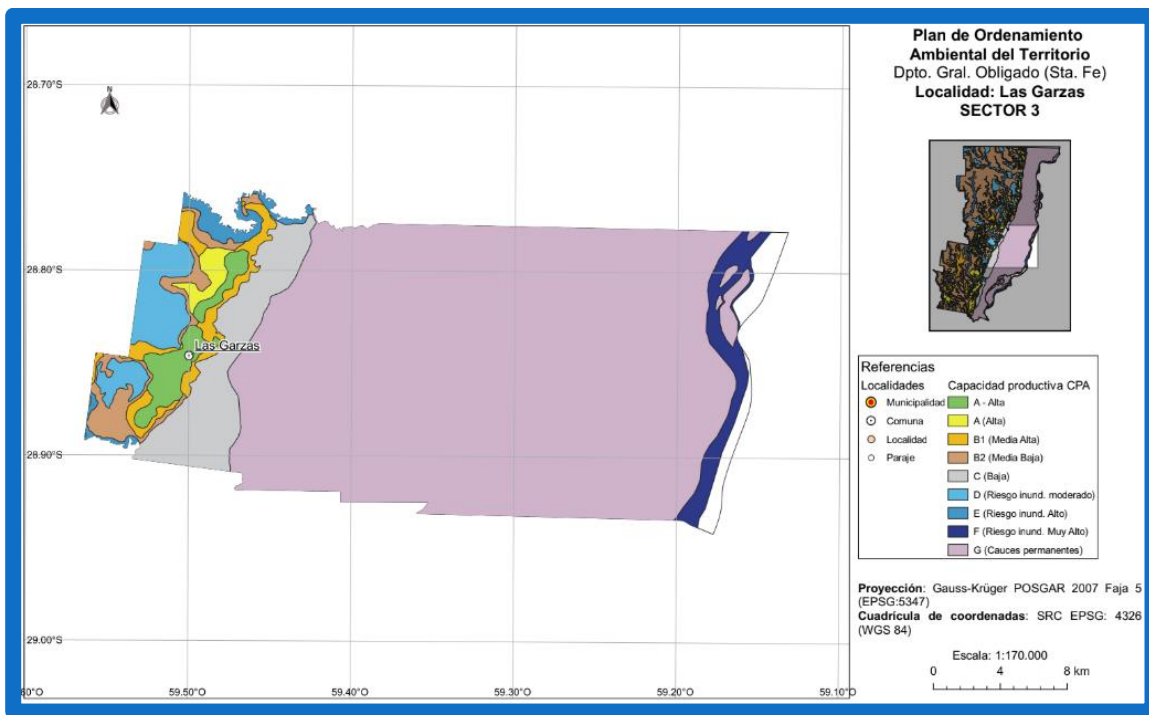 Plan de Ordenamiento
Ambiental del Territorio
Dpto. Gral. Obligado (Sta. Fe)
Localidad: Las Garzas
SECTOR 3
28.70°S
28.80°S
28.90°S
29.00°S
N
Las Garzas
60°O
59.50°O
59.40°O
59.30°O
59.20°O
59.10°O
Referencias
Localidades
Municipalidad
Comuna
Localidad
Paraje
Capacidad productiva CPA
A - Alta
A (Alta)
B1 (Media Alta)
B2 (Media Baja)
C (Baja)
D (Riesgo inund. moderado)
E (Riesgo inund. Alto)
F (Riesgo inund. Muy Alto)
G (Cauces permanentes)
Proyección: Gauss-Krüger POSGAR 2007 Faja 5
(EPSG:5347)
Cuadrícula de coordenadas: SRC EPSG: 4326
(WGS 84)
Escala: 1:170.000
0 4 8 km